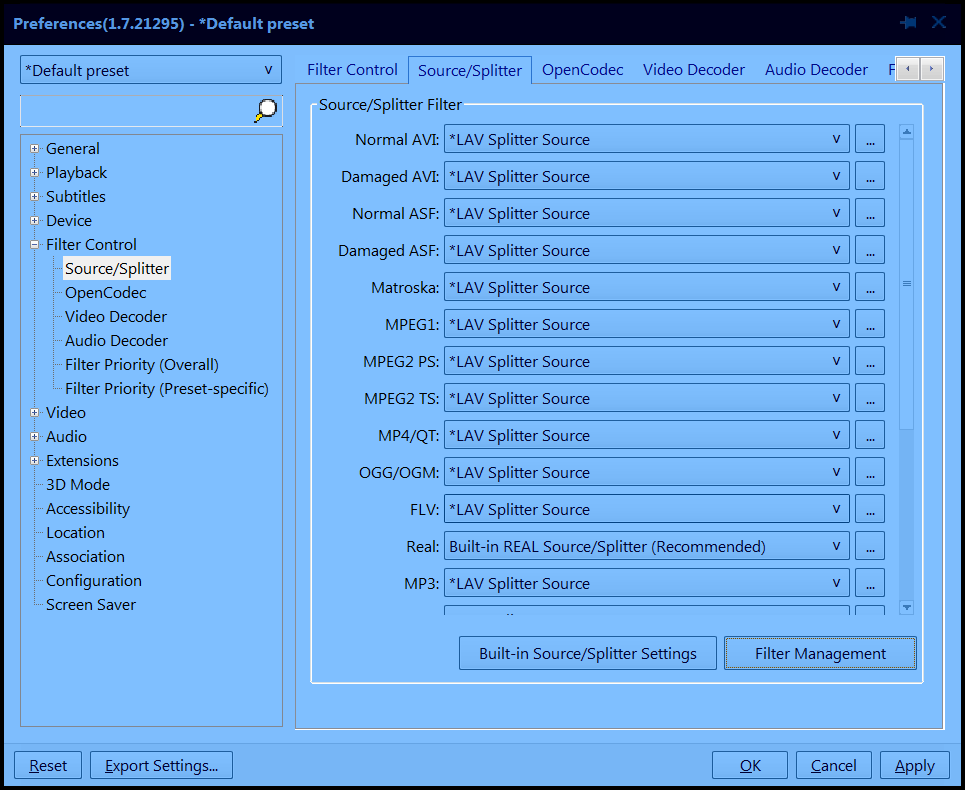 Preferences(1.7.21295) - *Default preset
*Default preset
General
Playback
Subtitles
Device
Filter Control
Source/Splitter
OpenCodec
Video Decoder
Audio Decoder
Filter Priority (Overall)
Filter Priority (Preset-specific)
Video
Audio
Extensions
3D Mode
Accessibility
Location
Association
Configuration
Screen Saver
Filter Control Source/Splitter OpenCodec Video Decoder Audio Decoder
Source/Splitter Filter
Normal AVI: *LAV Splitter Source ...
Damaged AVI: *LAV Splitter Source ...
Normal ASF: *LAV Splitter Source ...
Damaged ASF: *LAV Splitter Source ...
Matroska: *LAV Splitter Source ...
MPEG1: *LAV Splitter Source ...
MPEG2 PS: *LAV Splitter Source ...
MPEG2 TS: *LAV Splitter Source ...
MP4/QT: *LAV Splitter Source ...
OGG/OGM: *LAV Splitter Source ...
FLV: *LAV Splitter Source ...
Real: Built-in REAL Source/Splitter (Recommended) ...
MP3: *LAV Splitter Source ...
Built-in Source/Splitter Settings Filter Management
Reset Export Settings... OK Cancel Apply